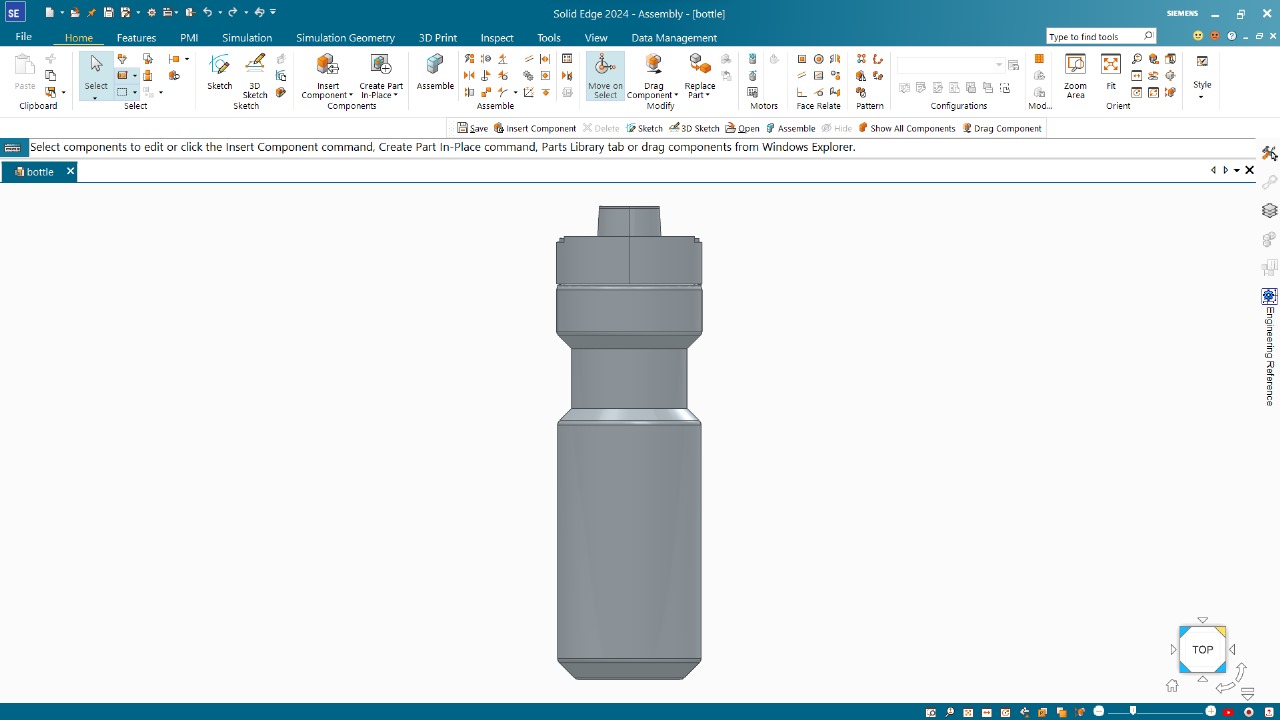 SE
Solid Edge 2024 - Assembly - [bottle]
SIEMENS
File
Home
Features
PMI
Simulation
Simulation Geometry
3D Print
Inspect
Tools
View
Data Management
Type to find tools
Paste
Clipboard
Select
Select
Sketch
3D
Sketch
Sketch
Insert
Component
Create Part
In-Place
Components
Assemble
Assemble
Move on
Select
Drag
Component
Replace
Part
Modify
Motors
Face Relate
Pattern
Configurations
Mod...
Zoom
Area
Fit
Orient
Style
Save
Insert Component
Delete
Sketch
3D Sketch
Open
Assemble
Hide
Show All Components
Drag Component
Select components to edit or click the Insert Component command, Create Part In-Place command, Parts Library tab or drag components from Windows Explorer.
bottle
Engineering Reference
TOP